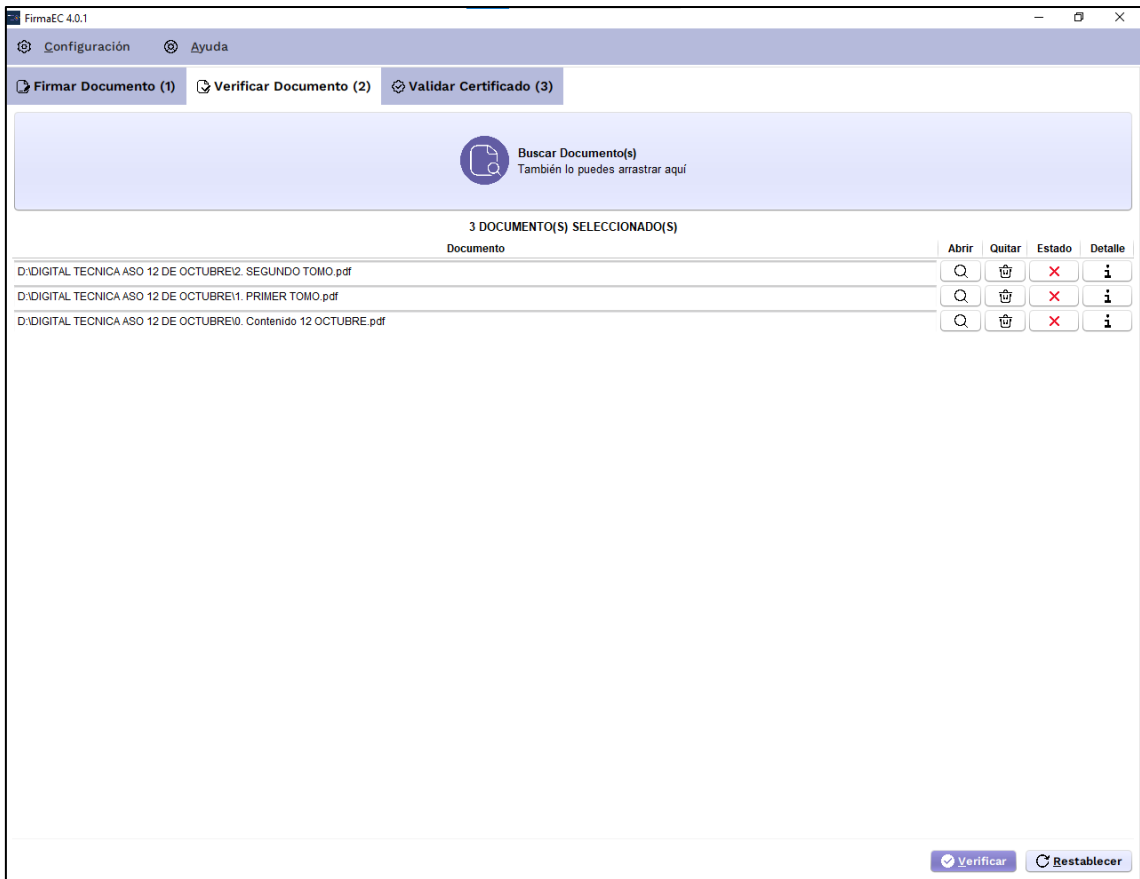 FirmaEC 4.0.1
Configuración Ayuda
Firmar Documento (1) Verificar Documento (2) Validar Certificado (3)
Buscar Documento(s)
También lo puedes arrastrar aquí
3 DOCUMENTO(S) SELECCIONADO(S)
Documento Abrir Quitar Estado Detalle
D:\DIGITAL TECNICA ASO 12 DE OCTUBRE\2. SEGUNDO TOMO.pdf
D:\DIGITAL TECNICA ASO 12 DE OCTUBRE\1. PRIMER TOMO.pdf
D:\DIGITAL TECNICA ASO 12 DE OCTUBRE\0. Contenido 12 OCTUBRE.pdf
Verificar Restablecer